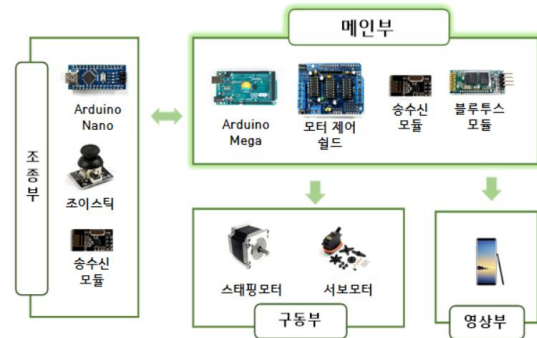 메인부
Arduino
Nano
조이스틱
송수신
모듈
조종부
Arduino
Mega
모터 제어
쉴드
송수신
모듈
블루투스
모듈
스태핑모터
서보모터
구동부
영상부